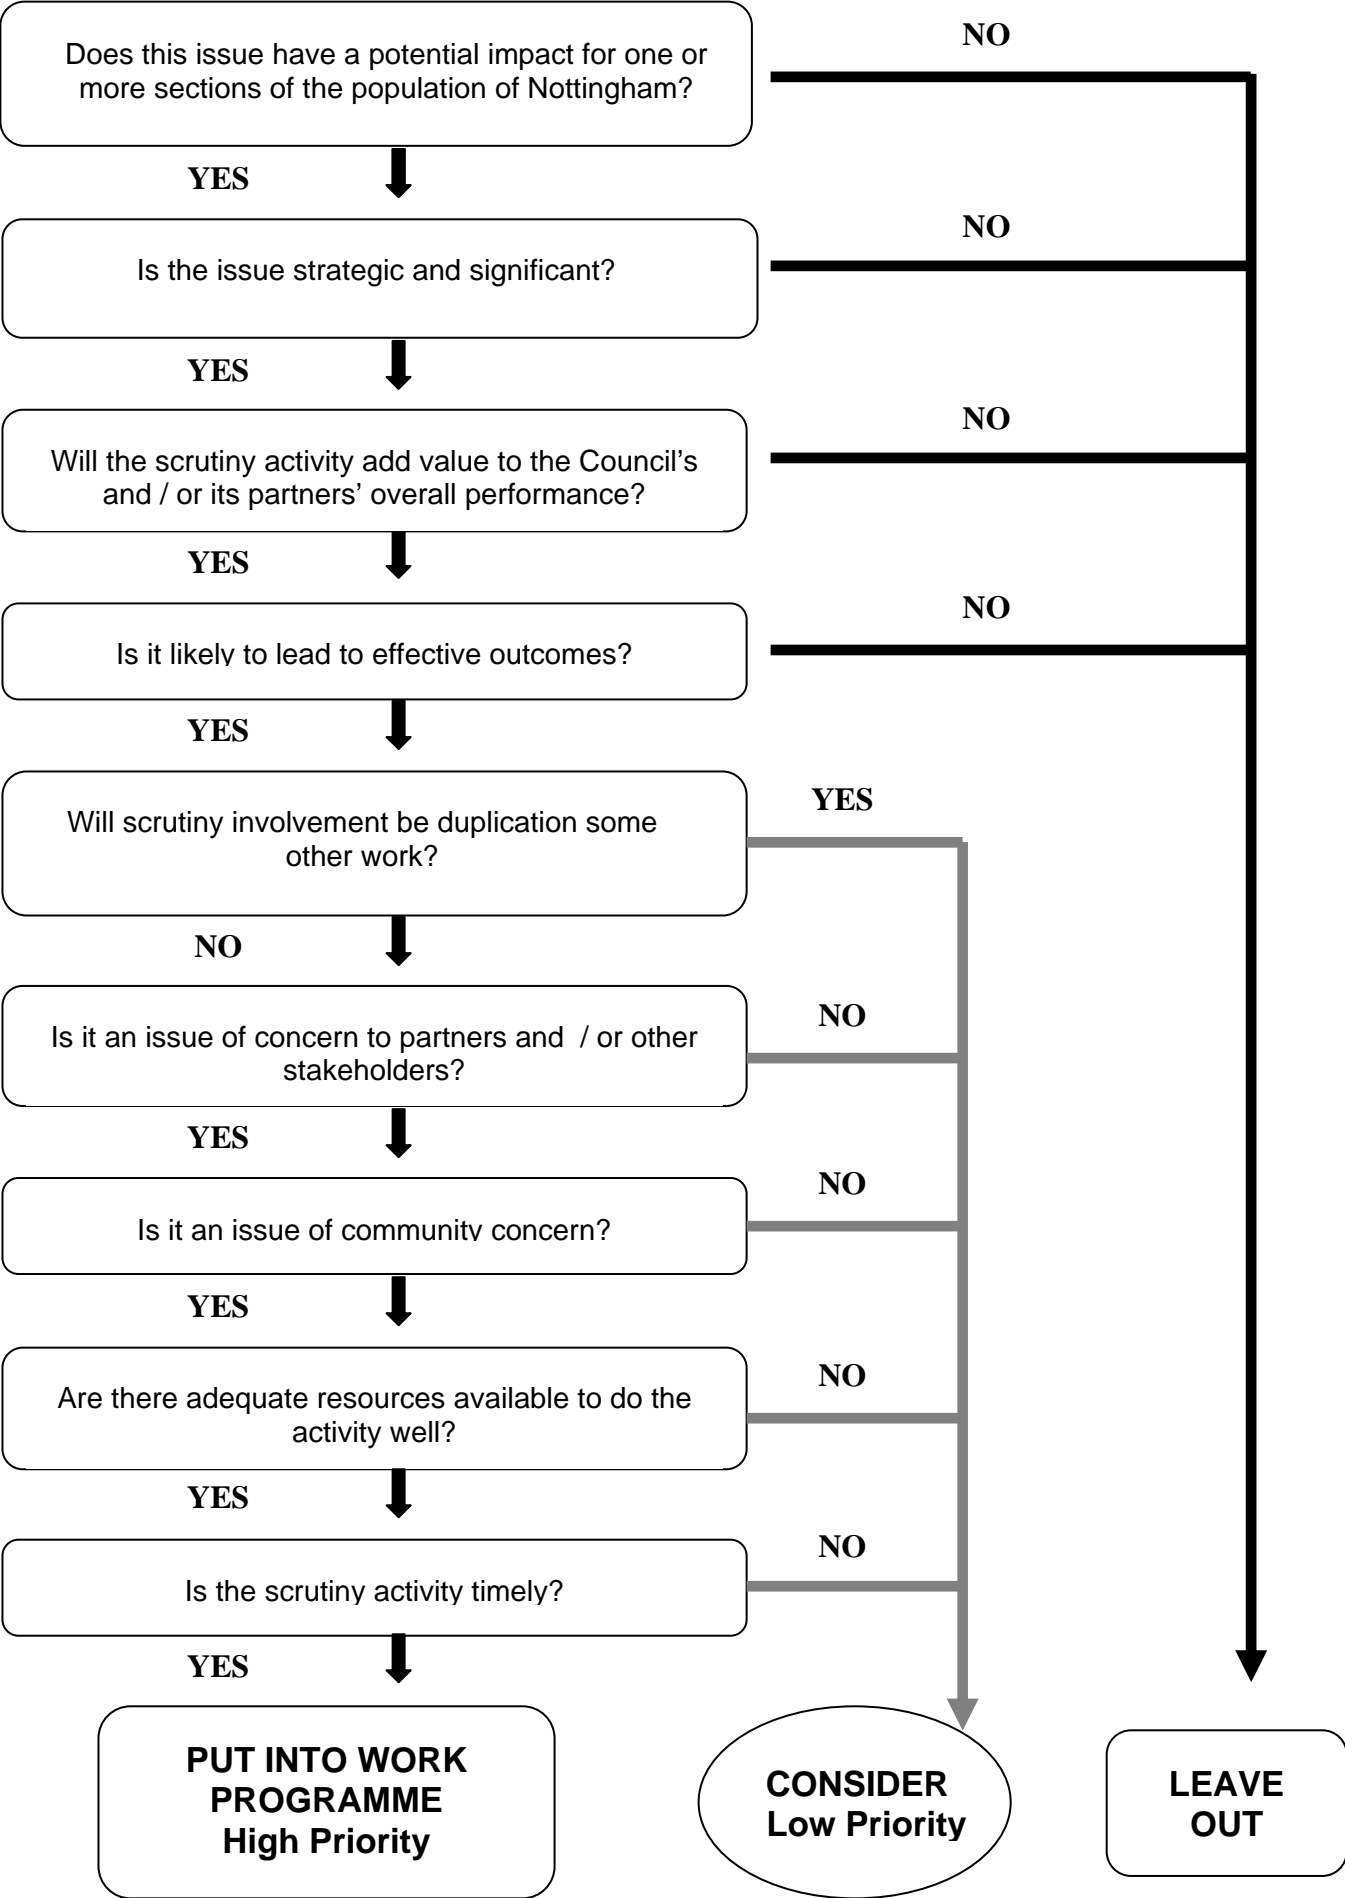 Does this issue have a potential impact for one or
more sections of the population of Nottingham?
NO
YES
Is the issue strategic and significant?
NO
YES
Will the scrutiny activity add value to the Council’s
and / or its partners’ overall performance?
NO
YES
Is it likely to lead to effective outcomes?
NO
YES
Will scrutiny involvement be duplication some
other work?
YES
NO
Is it an issue of concern to partners and / or other
stakeholders?
NO
YES
Is it an issue of community concern?
NO
YES
Are there adequate resources available to do the
activity well?
NO
YES
Is the scrutiny activity timely?
NO
YES
PUT INTO WORK
PROGRAMME
High Priority
CONSIDER
Low Priority
LEAVE
OUT